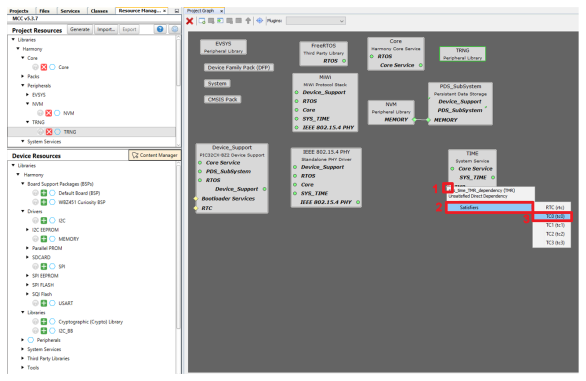 Projects Files Services Classes Resource Manag... ×
MCC v5.3.7
Project Resources Generate Import... Export
Libraries
Harmony
Core
Core
Packs
Peripherals
EVSYS
NVM
NVM
TRNG
TRNG
System Services
Device Resources Content Manager
Libraries
Harmony
Board Support Packages (BSPs)
Default Board (BSP)
WBZ451 Curiosity BSP
Drivers
I2C
I2C EEPROM
MEMORY
Parallel PROM
SDCARD
SPI
SPI EEPROM
SPI FLASH
SQI Flash
USART
Libraries
Cryptographic (Crypto) Library
I2C_BB
Peripherals
System Services
Third Party Libraries
Tools
Project Graph ×
Plugins:
EVSYS
Peripheral Library
Device Family Pack (DFP)
System
CMSIS Pack
FreeRTOS
Third Party Library
RTOS
Core
Harmony Core Service
RTOS
Core Service
TRNG
Peripheral Library
MiWi
MiWi Protocol Stack
Device_Support
RTOS
Core
SYS_TIME
IEEE 802.15.4 PHY
NVM
Peripheral Library
MEMORY
PDS_SubSystem
Persistent Data Storage
Device_Support
PDS_SubSystem
MEMORY
Device_Support
PIC32CX-BZ2 Device Support
Core Service
PDS_SubSystem
RTOS
Device_Support
Bootloader Services
RTC
IEEE 802.15.4 PHY
Standalone PHY Driver
Device_Support
RTOS
Core
SYS_TIME
IEEE 802.15.4 PHY
TIME
System Service
Core Service
SYS_TIME
1
sys_time_TMR_dependency (TMR)
Unsatisfied Direct Dependency
2 Satisfiers
RTC (rtc)
3 TC0 (tc0)
TC1 (tc1)
TC2 (tc2)
TC3 (tc3)